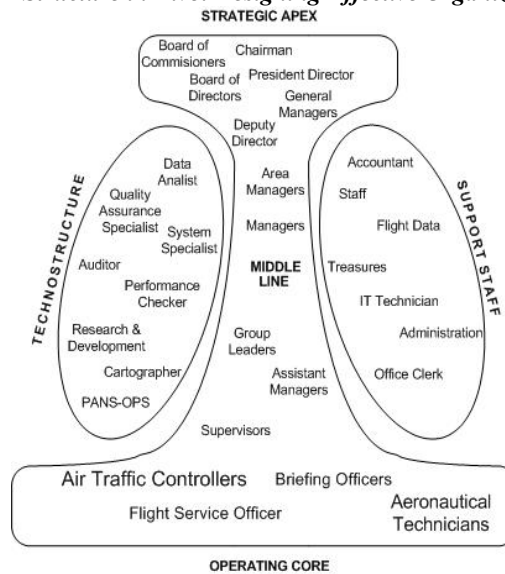 STRATEGIC APEX
Board of
Commisioners
Chairman
Board of
Directors
President Director
General
Managers
Deputy
Director
TECHNOSTRUCTURE
Data
Analist
Quality
Assurance
Specialist
System
Specialist
Auditor
Performance
Checker
Research &
Development
Cartographer
PANS-OPS
Area
Managers
Managers
MIDDLE
LINE
Group
Leaders
Assistant
Managers
Supervisors
SUPPORT STAFF
Accountant
Staff
Flight Data
Treasures
IT Technician
Administration
Office Clerk
Air Traffic Controllers
Briefing Officers
Flight Service Officer
Aeronautical
Technicians
OPERATING CORE